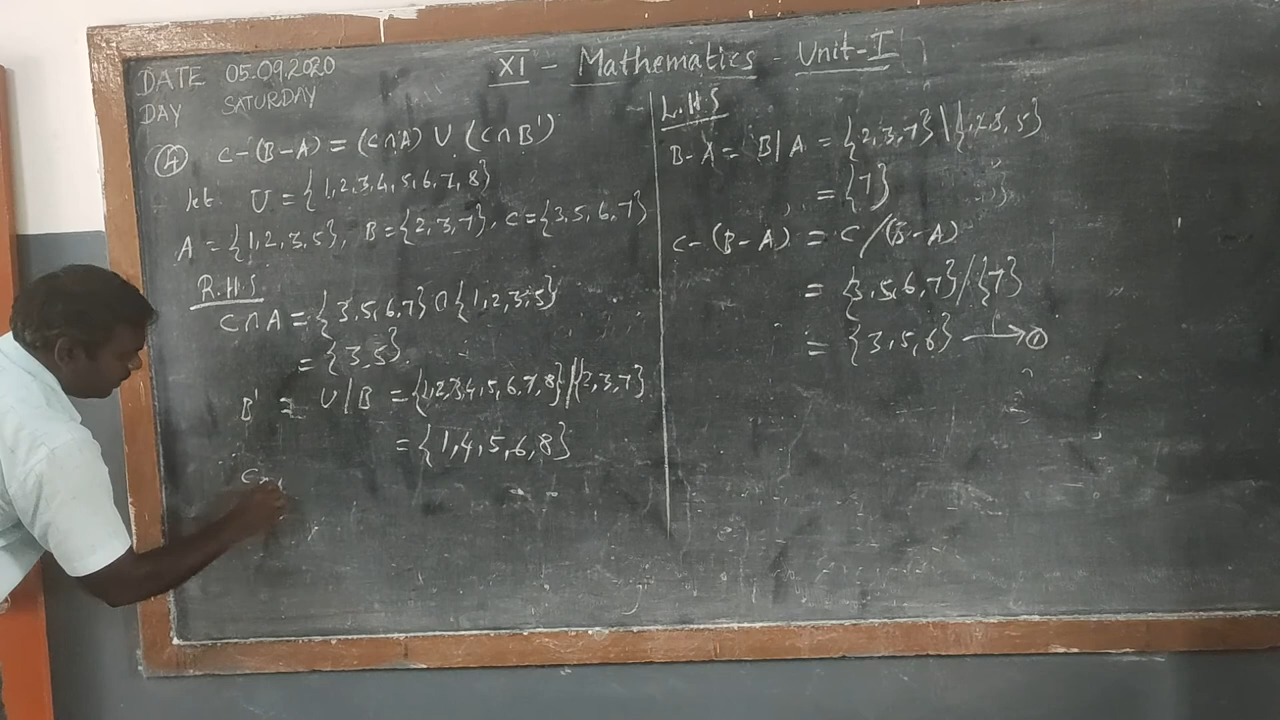 DATE 05.09.2020
DAY SATURDAY
XI - Mathematics - Unit-I
④ C-(B-A) = (C∩A) ∪ (C∩B')
let U = {1,2,3,4,5,6,7,8}
A = {1,2,3,5}, B = {2,3,7}, C = {3,5,6,7}
R.H.S
C∩A = {3,5,6,7} ∩ {1,2,3,5}
= {3,5}.
B' = U/B = {1,2,3,4,5,6,7,8}/{2,3,7}
= {1,4,5,6,8}
C∩
L.H.S
B-A = B/A = {2,3,7} \ {1,2,3,5}
= {7}
C-(B-A) = C/(B-A)
= {3,5,6,7}/{7}
= {3,5,6} → ①